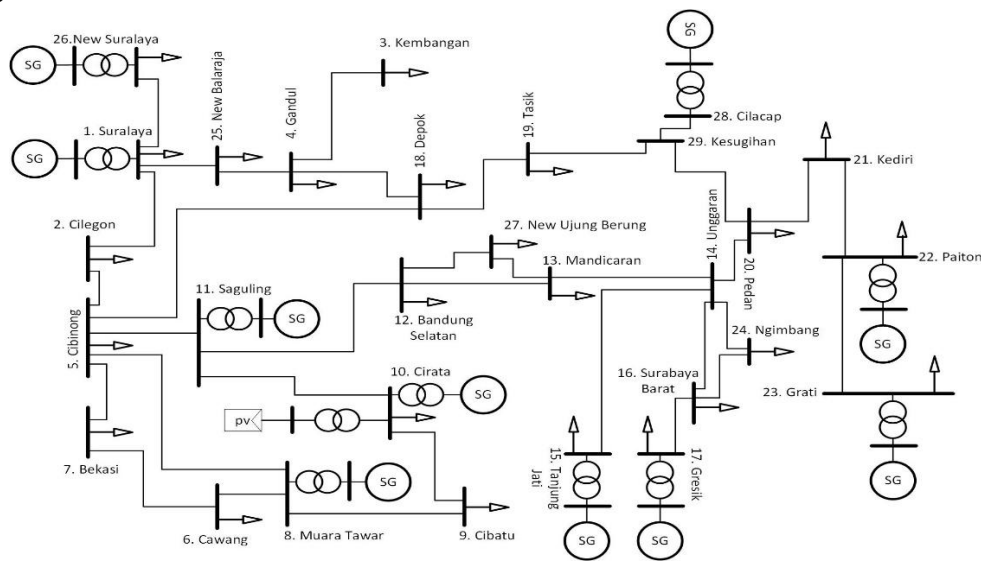 26.New Suralaya
SG
1. Suralaya
SG
25. New Balaraja
4. Gandul
3. Kembangan
18. Depok
19. Tasik
SG
28. Cilacap
29. Kesugihan
21. Kediri
2. Cilegon
27. New Ujung Berung
13. Mandicaran
14. Unggaran
20. Pedan
22. Paiton
SG
5. Cibinong
11. Saguling
SG
12. Bandung
Selatan
24. Ngimbang
10. Cirata
SG
pv
16. Surabaya
Barat
23. Grati
SG
7. Bekasi
15. Tanjung
Jati
SG
17. Gresik
SG
SG
6. Cawang
8. Muara Tawar
9. Cibatu